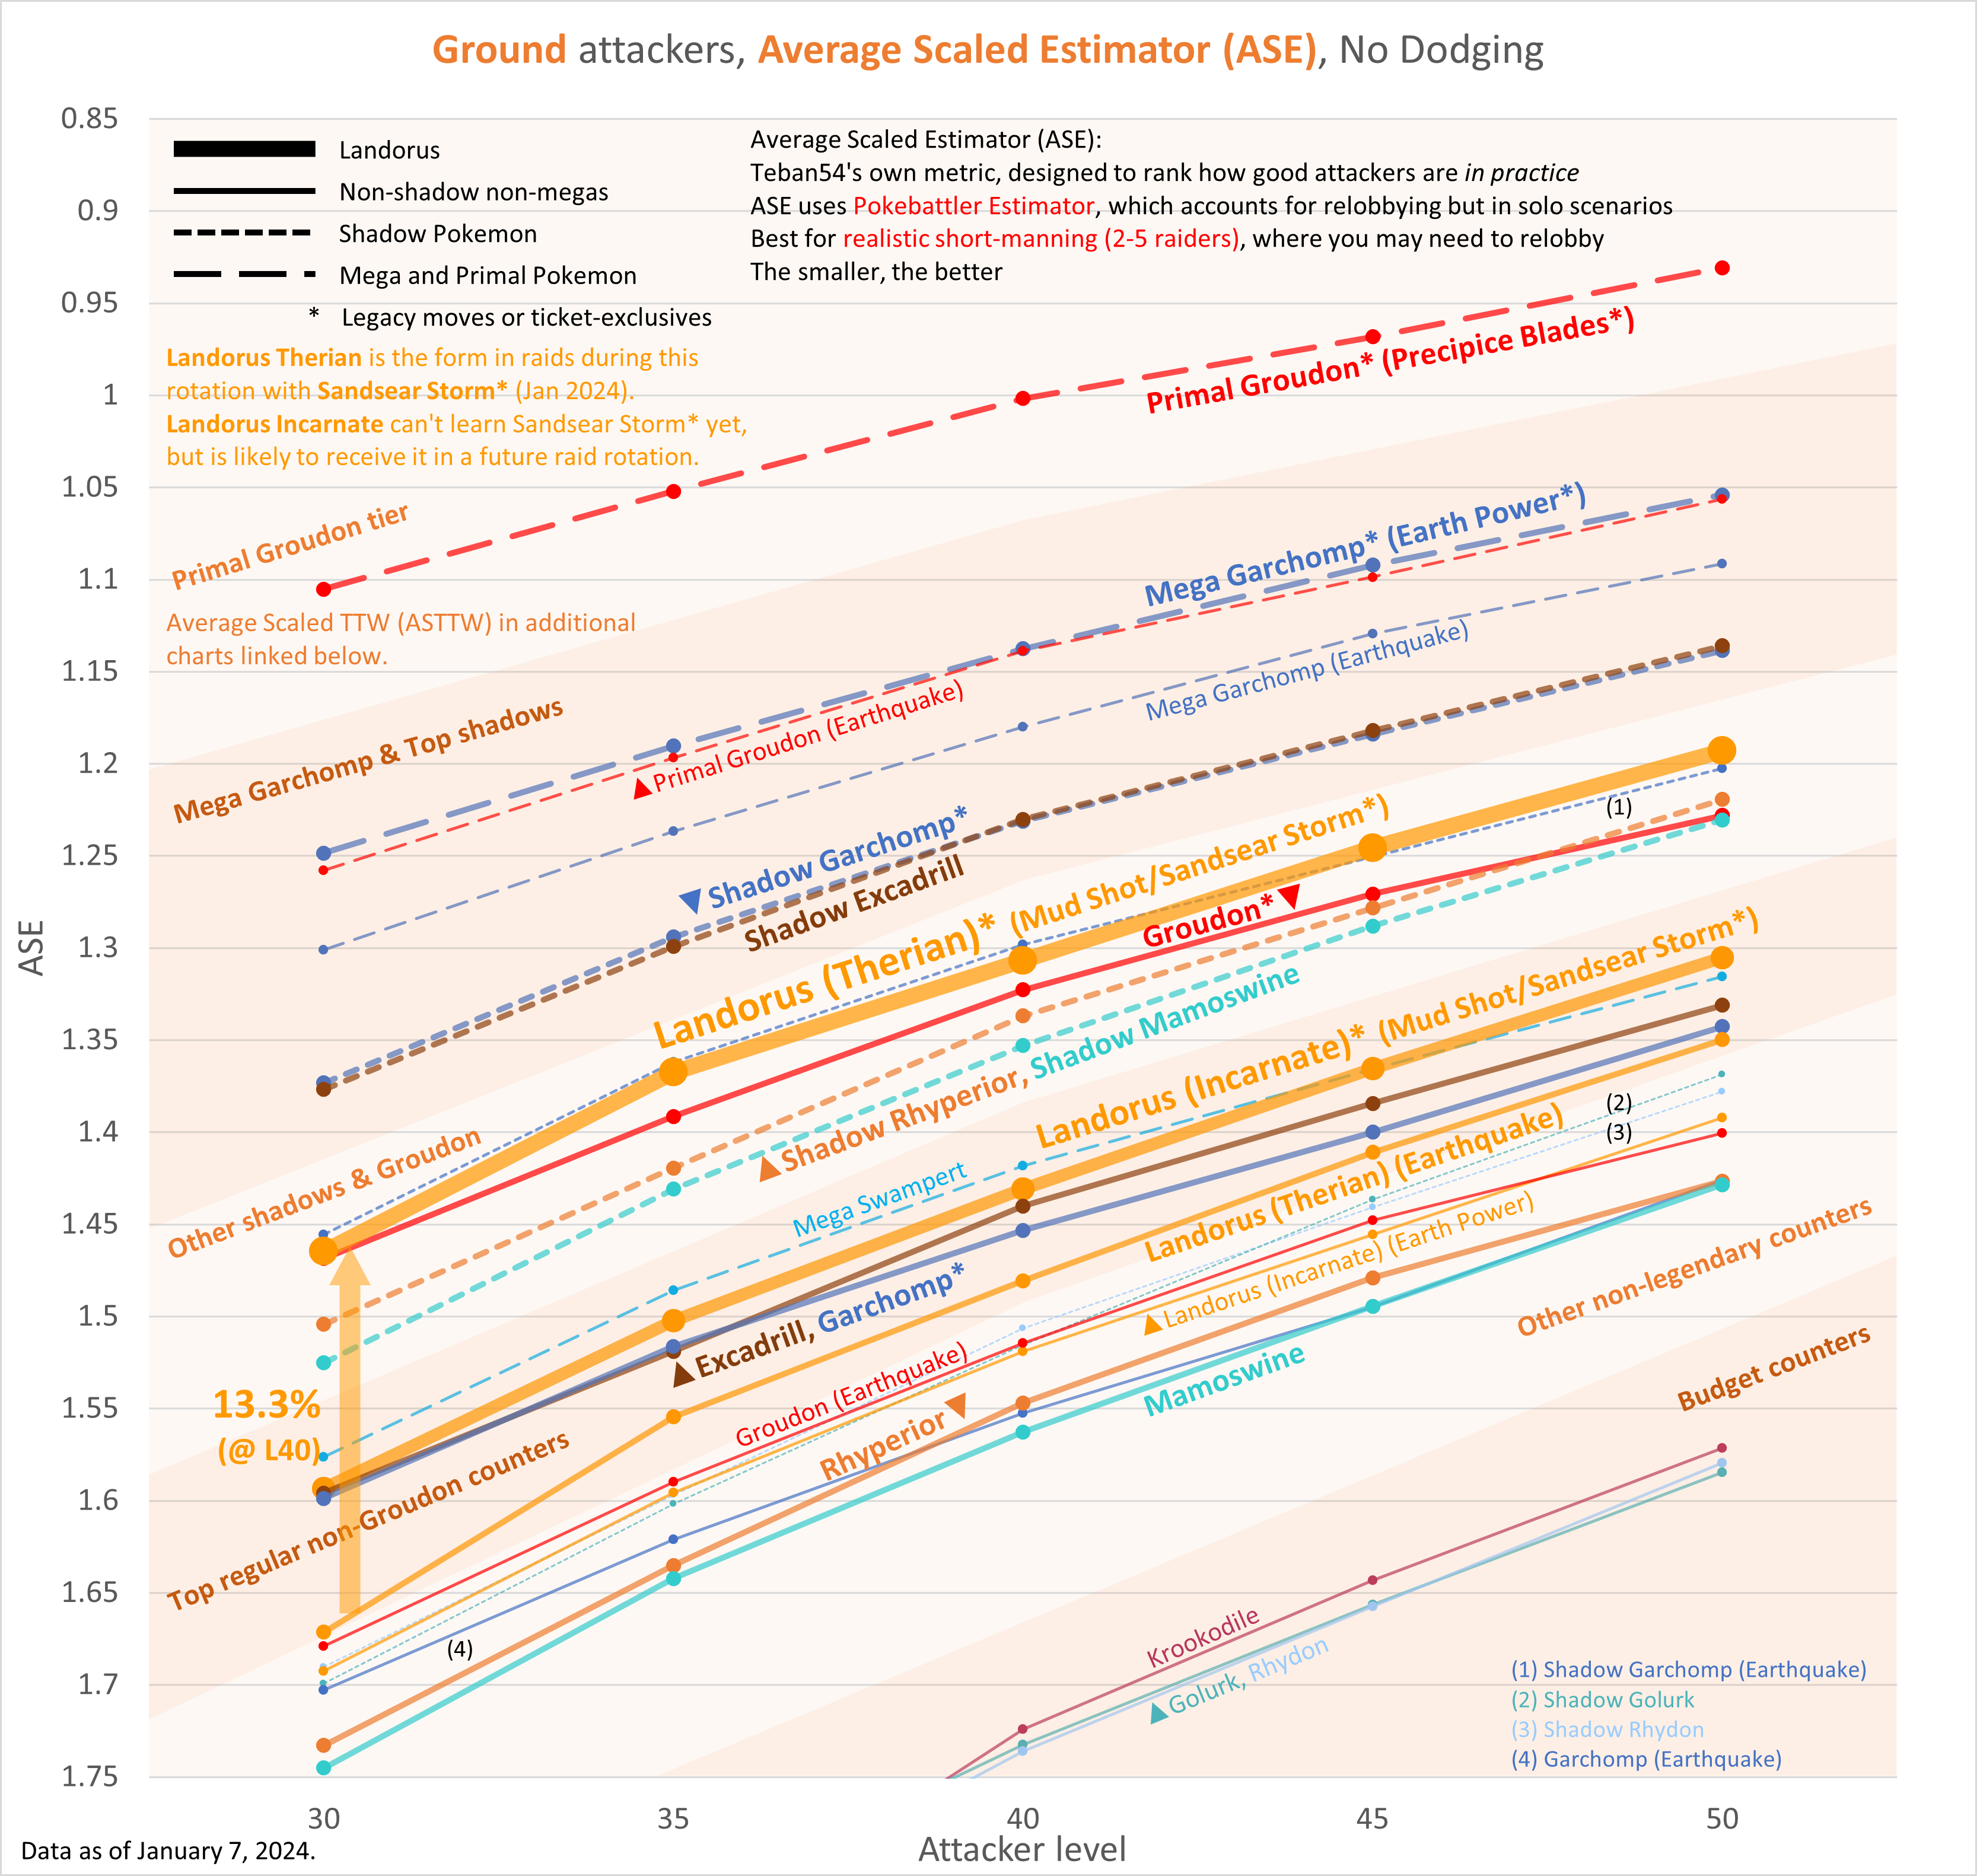 Ground attackers, Average Scaled Estimator (ASE), No Dodging
0.85
0.9
0.95
1
1.05
1.1
1.15
1.2
1.25
1.3
1.35
1.4
1.45
1.5
1.55
1.6
1.65
1.7
1.75
ASE
Landorus
Non-shadow non-megas
Shadow Pokemon
Mega and Primal Pokemon
* Legacy moves or ticket-exclusives
Average Scaled Estimator (ASE):
Teban54's own metric, designed to rank how good attackers are in practice
ASE uses Pokebattler Estimator, which accounts for relobbying but in solo scenarios
Best for realistic short-manning (2-5 raiders), where you may need to relobby
The smaller, the better
Landorus Therian is the form in raids during this
rotation with Sandsear Storm* (Jan 2024).
Landorus Incarnate can't learn Sandsear Storm* yet,
but is likely to receive it in a future raid rotation.
Primal Groudon* (Precipice Blades*)
Primal Groudon tier
Mega Garchomp* (Earth Power*)
Average Scaled TTW (ASTTW) in additional
charts linked below.
Mega Garchomp (Earthquake)
▲Primal Groudon (Earthquake)
Mega Garchomp & Top shadows
(1)
▼Shadow Garchomp*
Shadow Excadrill
Landorus (Therian)* (Mud Shot/Sandsear Storm*)
Groudon*▼
▲Shadow Rhyperior, Shadow Mamoswine
Landorus (Incarnate)* (Mud Shot/Sandsear Storm*)
(2)
(3)
Other shadows & Groudon
Mega Swampert
Landorus (Therian) (Earthquake)
▲Landorus (Incarnate) (Earth Power)
Other non-legendary counters
▲Excadrill, Garchomp*
Groudon (Earthquake)
Rhyperior▲
Mamoswine
Budget counters
13.3%
(@ L40)
Top regular non-Groudon counters
(4)
Krookodile
▲Golurk, Rhydon
(1) Shadow Garchomp (Earthquake)
(2) Shadow Golurk
(3) Shadow Rhydon
(4) Garchomp (Earthquake)
30
35
40
45
50
Attacker level
Data as of January 7, 2024.